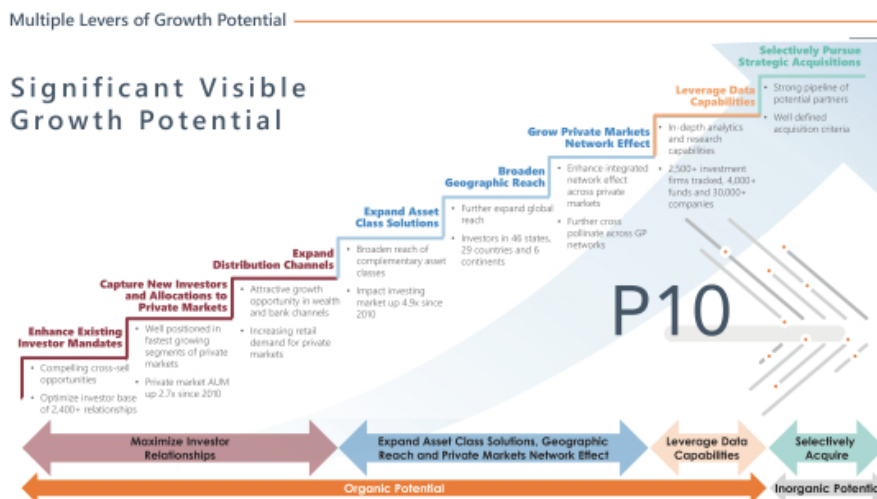 Multiple Levers of Growth Potential
Significant Visible
Growth Potential
Enhance Existing
Investor Mandates
• Compelling cross-sell
opportunities
• Optimize investor base
of 2,400+ relationships
Capture New Investors
and Allocations to
Private Markets
• Well positioned in
fastest growing
segments of private
markets
• Private market AUM
up 2.7x since 2010
Expand
Distribution Channels
• Attractive growth
opportunity in wealth
and bank channels
• Increasing retail
demand for private
markets
Expand Asset
Class Solutions
• Broaden reach of
complementary asset
classes
• Impact investing
market up 4.9x since
2010
Broaden
Geographic Reach
• Further expand global
reach
• Investors in 46 states,
29 countries and 6
continents
Grow Private Markets
Network Effect
• Enhance integrated
network effect
across private
markets
• Further cross
pollinate across GP
networks
Leverage Data
Capabilities
• In-depth analytics
and research
capabilities
• 2,500+ investment
firms tracked, 4,000+
funds and 30,000+
companies
Selectively Pursue
Strategic Acquisitions
• Strong pipeline of
potential partners
• Well-defined
acquisition criteria
P10
Maximize Investor
Relationships
Expand Asset Class Solutions, Geographic
Reach and Private Markets Network Effect
Leverage Data
Capabilities
Selectively
Acquire
Organic Potential
Inorganic Potential